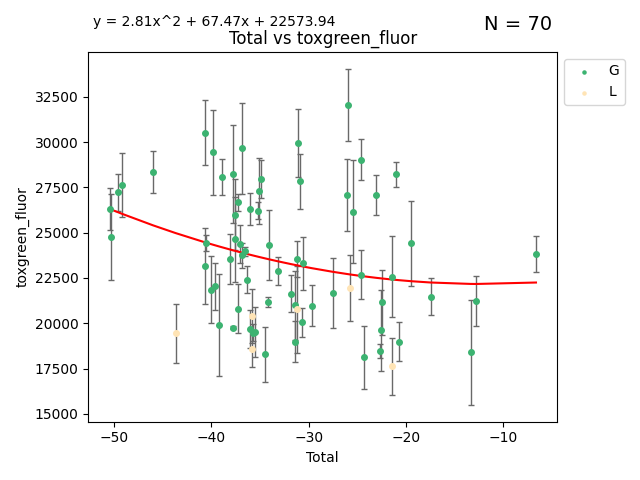 y = 2.81x^2 + 67.47x + 22573.94
N = 70
Total vs toxgreen_fluor
G
L
32500
30000
27500
25000
22500
20000
17500
15000
toxgreen_fluor
−50 −40 −30 −20 −10
Total